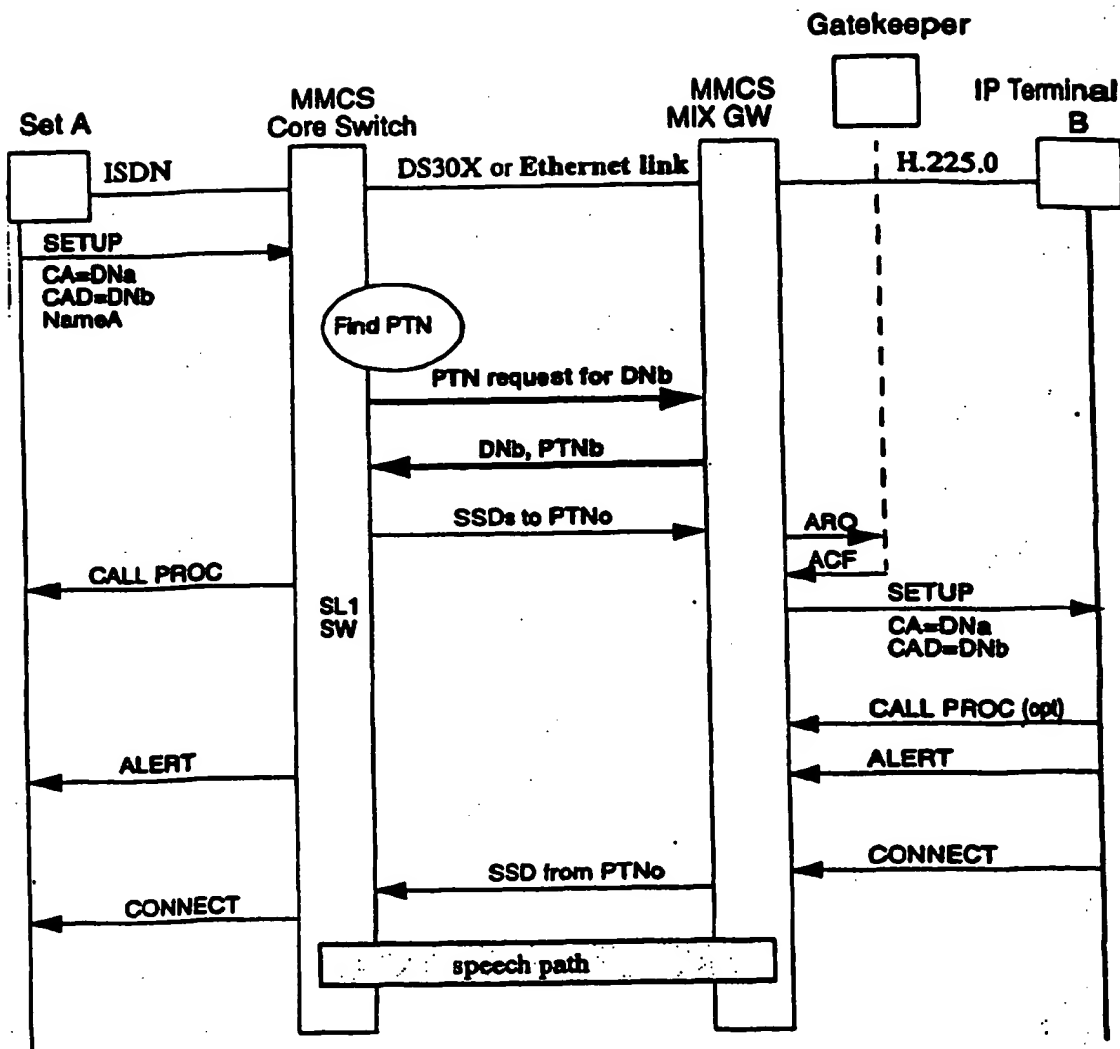 Gatekeeper
MMCS
MIX GW
IP Terminal
B
MMCS
Core Switch
Set A
ISDN
DS30X or Ethernet link
H.225.0
SETUP
CA=DNa
CAD=DNb
NameA
Find PTN
PTN request for DNb
DNb, PTNb
SSDs to PTNo
ARQ
ACF
CALL PROC
SL1
SW
SETUP
CA=DNa
CAD=DNb
CALL PROC (opt)
ALERT
ALERT
CONNECT
SSD from PTNo
CONNECT
speech path